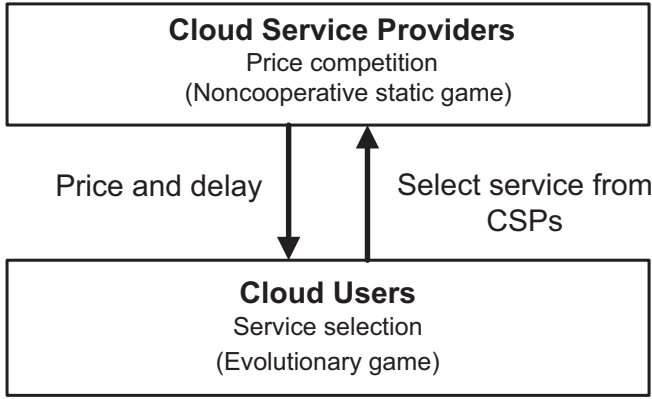 Cloud Service Providers
Price competition
(Noncooperative static game)
Price and delay
Select service from
CSPs
Cloud Users
Service selection
(Evolutionary game)